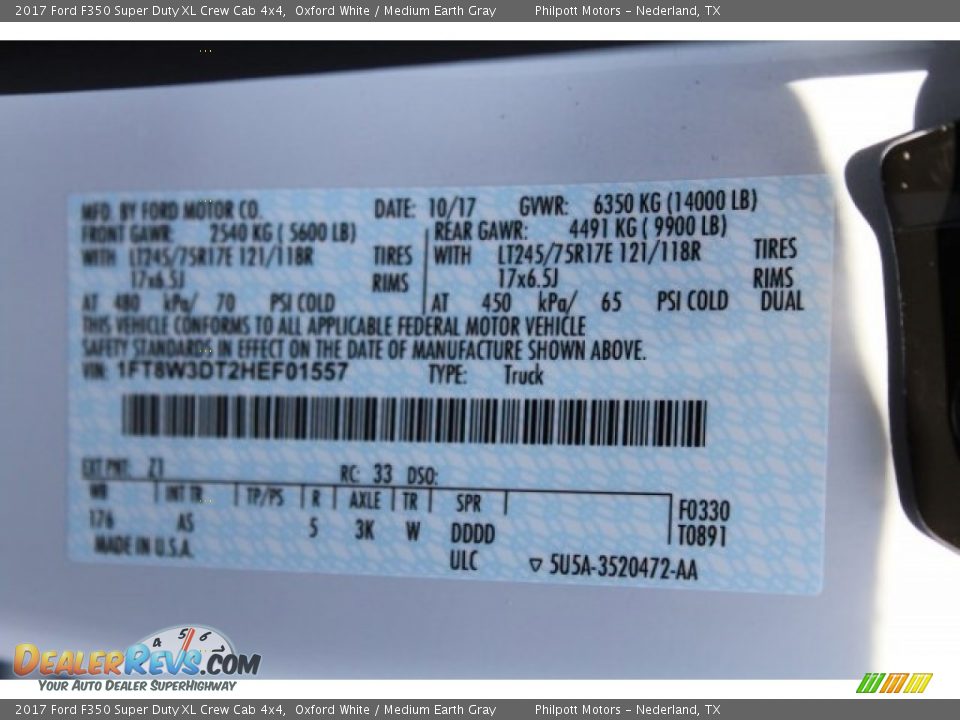 2017 Ford F350 Super Duty XL Crew Cab 4x4, Oxford White / Medium Earth Gray Philpott Motors - Nederland, TX
MFD. BY FORD MOTOR CO. DATE: 10/17 GVWR: 6350 KG (14000 LB)
FRONT GAWR: 2540 KG ( 5600 LB) REAR GAWR: 4491 KG ( 9900 LB)
WITH LT245/75R17E 121/118R TIRES WITH LT245/75R17E 121/118R TIRES
17x6.5J RIMS 17x6.5J RIMS
AT 480 kPa/ 70 PSI COLD AT 450 kPa/ 65 PSI COLD DUAL
THIS VEHICLE CONFORMS TO ALL APPLICABLE FEDERAL MOTOR VEHICLE
SAFETY STANDARDS IN EFFECT ON THE DATE OF MANUFACTURE SHOWN ABOVE.
VIN: 1FT8W3DT2HEF01557 TYPE: Truck
EXT PNT: Z1 RC: 33 DSO:
WB INT TR TP/PS R AXLE TR SPR F0330
176 AS 5 3K W DDDD T0891
MADE IN U.S.A. ULC ▽ 5U5A-3520472-AA
4 5 6 7
DealerRevs.com
Your Auto Dealer SuperHighway
2017 Ford F350 Super Duty XL Crew Cab 4x4, Oxford White / Medium Earth Gray Philpott Motors - Nederland, TX